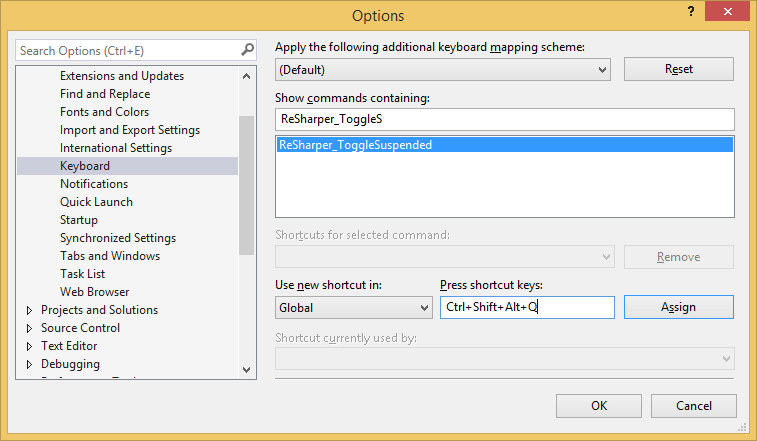 Options
?
Search Options (Ctrl+E)
Extensions and Updates
Find and Replace
Fonts and Colors
Import and Export Settings
International Settings
Keyboard
Notifications
Quick Launch
Startup
Synchronized Settings
Tabs and Windows
Task List
Web Browser
Projects and Solutions
Source Control
Text Editor
Debugging
Apply the following additional keyboard mapping scheme:
(Default)
Reset
Show commands containing:
ReSharper_ToggleS
ReSharper_ToggleSuspended
Shortcuts for selected command:
Remove
Use new shortcut in:
Press shortcut keys:
Global
Ctrl+Shift+Alt+Q
Assign
Shortcut currently used by:
OK
Cancel